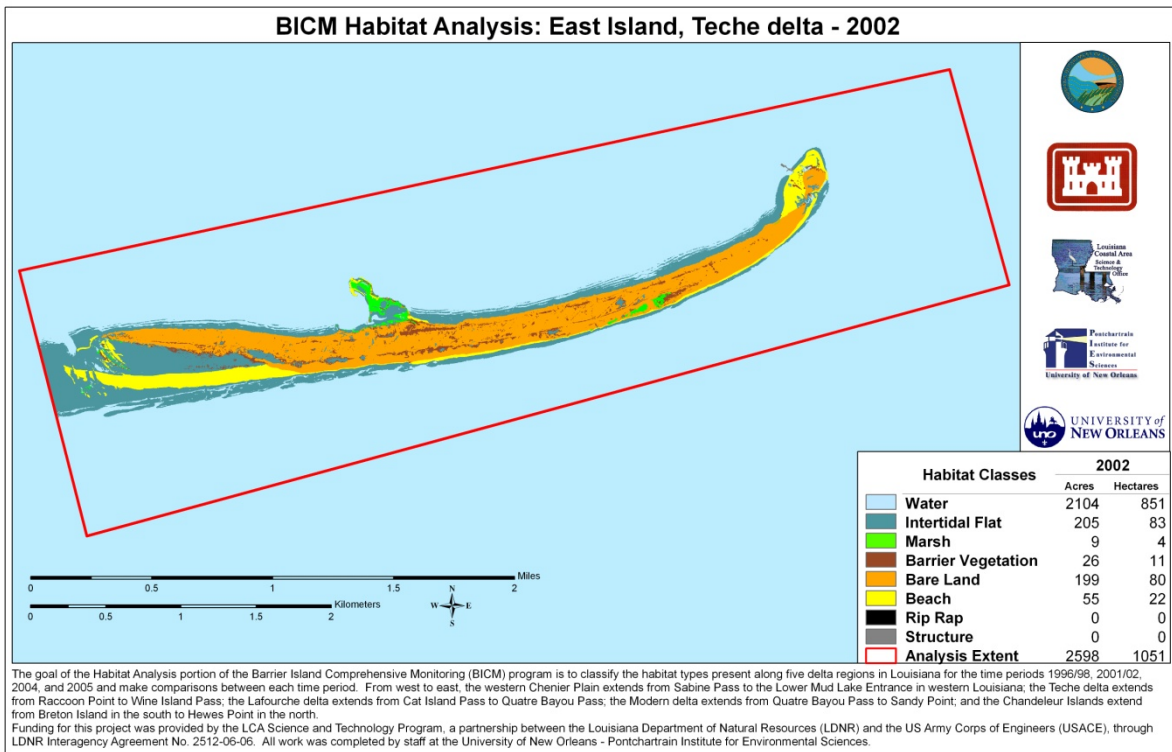 BICM Habitat Analysis: East Island, Teche delta - 2002
Louisiana
Coastal Area
Science &
Technology
Office
Pontchartrain
Institute for
Environmental
Sciences
University of New Orleans
uno
UNIVERSITY of
NEW ORLEANS
Habitat Classes 2002
Acres Hectares
Water 2104 851
Intertidal Flat 205 83
Marsh 9 4
Barrier Vegetation 26 11
Bare Land 199 80
Beach 55 22
Rip Rap 0 0
Structure 0 0
Analysis Extent 2598 1051
Miles
0 0.5 1 1.5 2
Kilometers
0 0.5 1 1.5 2
N
W E
S
The goal of the Habitat Analysis portion of the Barrier Island Comprehensive Monitoring (BICM) program is to classify the habitat types present along five delta regions in Louisiana for the time periods 1996/98, 2001/02,
2004, and 2005 and make comparisons between each time period. From west to east, the western Chenier Plain extends from Sabine Pass to the Lower Mud Lake Entrance in western Louisiana; the Teche delta extends
from Raccoon Point to Wine Island Pass; the Lafourche delta extends from Cat Island Pass to Quatre Bayou Pass; the Modern delta extends from Quatre Bayou Pass to Sandy Point; and the Chandeleur Islands extend
from Breton Island in the south to Hewes Point in the north.
Funding for this project was provided by the LCA Science and Technology Program, a partnership between the Louisiana Department of Natural Resources (LDNR) and the US Army Corps of Engineers (USACE), through
LDNR Interagency Agreement No. 2512-06-06. All work was completed by staff at the University of New Orleans - Pontchartrain Institute for Environmental Sciences.